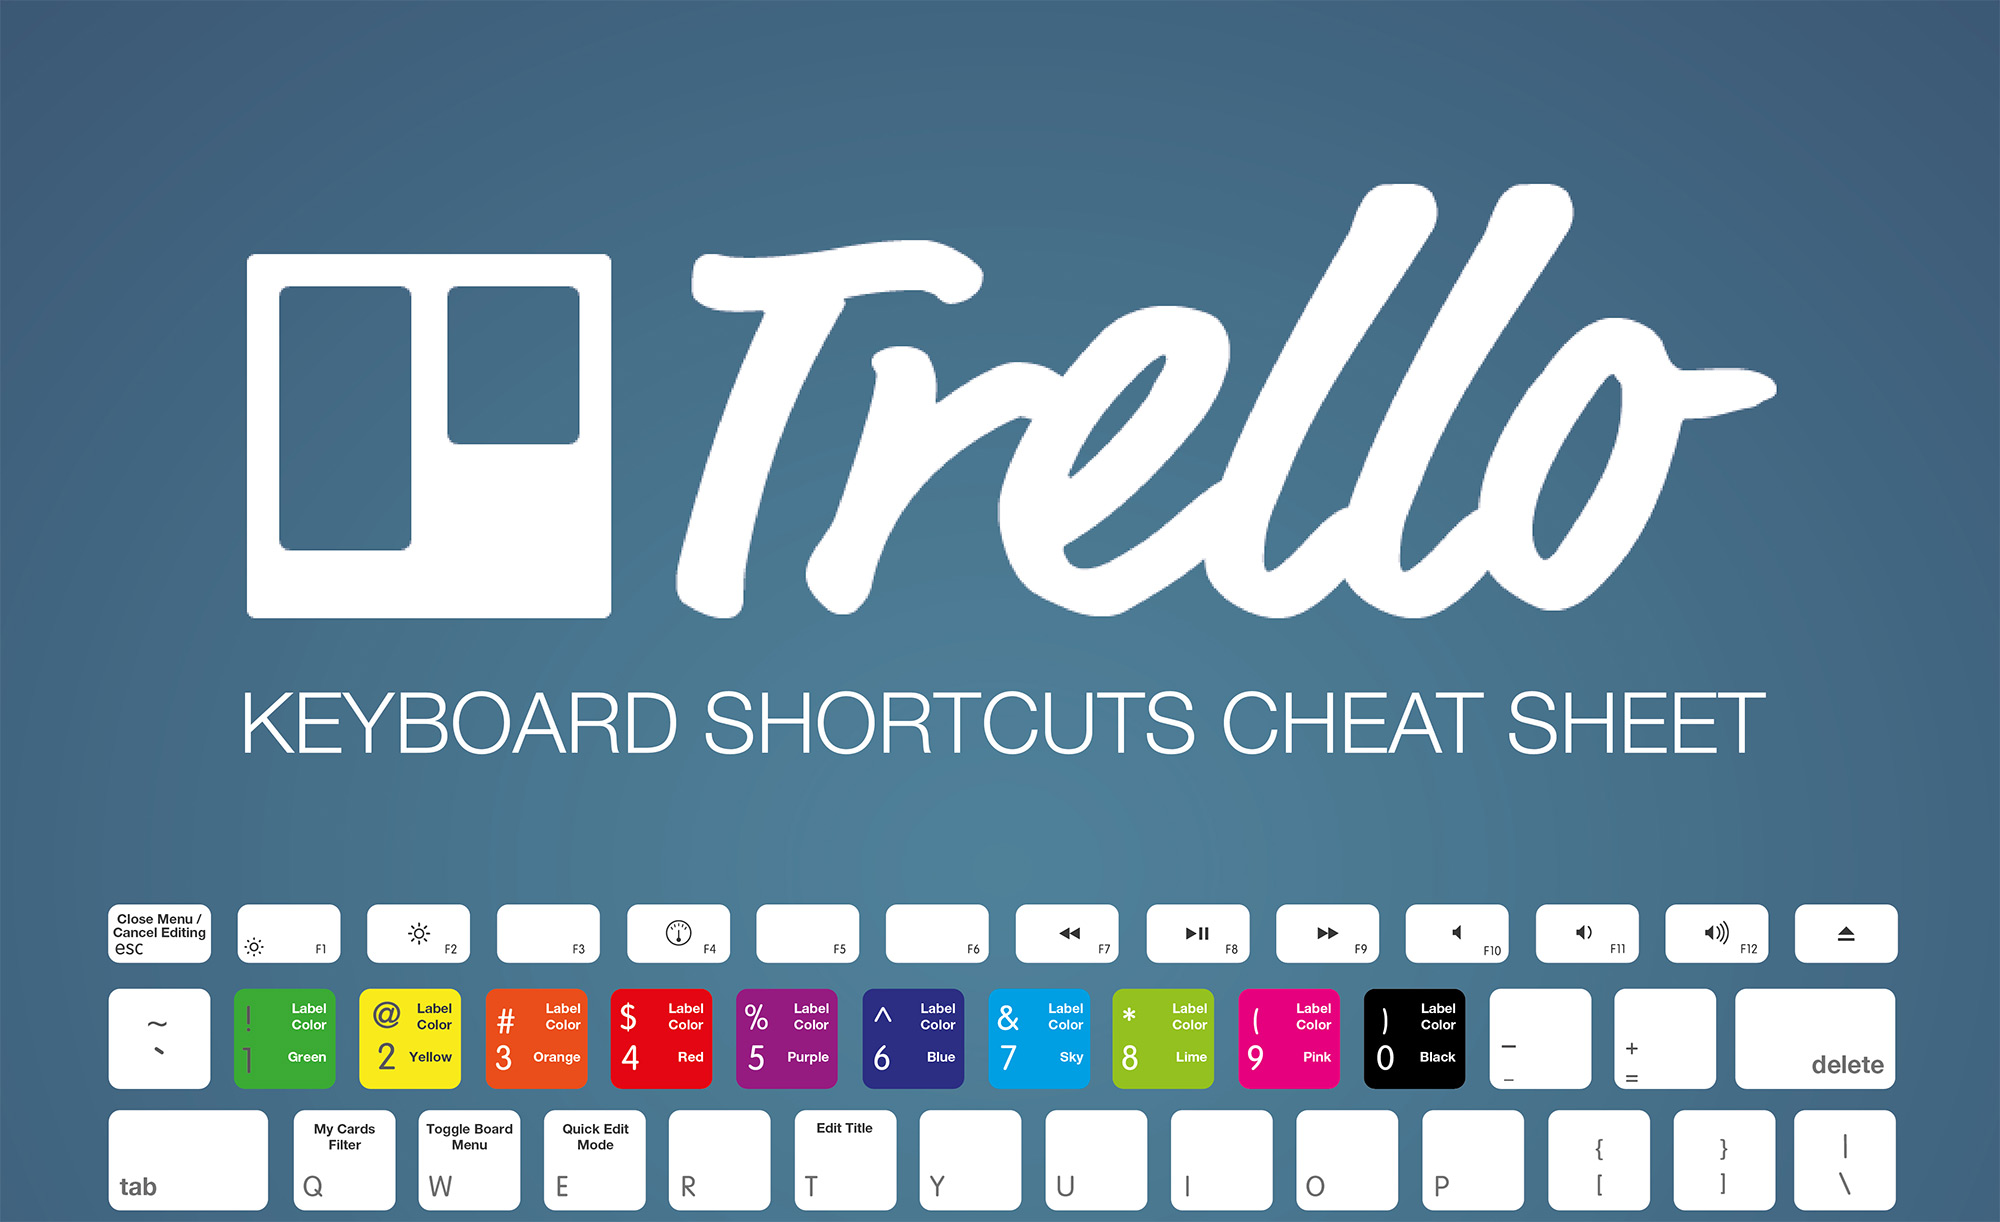 Trello
KEYBOARD SHORTCUTS CHEAT SHEET
Close Menu /
Cancel Editing
esc
F1
F2
F3
F4
F5
F6
F7
F8
F9
F10
F11
F12
~
`
! Label
Color
1 Green
@ Label
Color
2 Yellow
# Label
Color
3 Orange
$ Label
Color
4 Red
% Label
Color
5 Purple
^ Label
Color
6 Blue
& Label
Color
7 Sky
* Label
Color
8 Lime
( Label
Color
9 Pink
) Label
Color
0 Black
—
_
+
=
delete
tab
My Cards
Filter
Q
Toggle Board
Menu
W
Quick Edit
Mode
E
R
Edit Title
T
Y
U
I
O
P
{
[
}
]
|
\